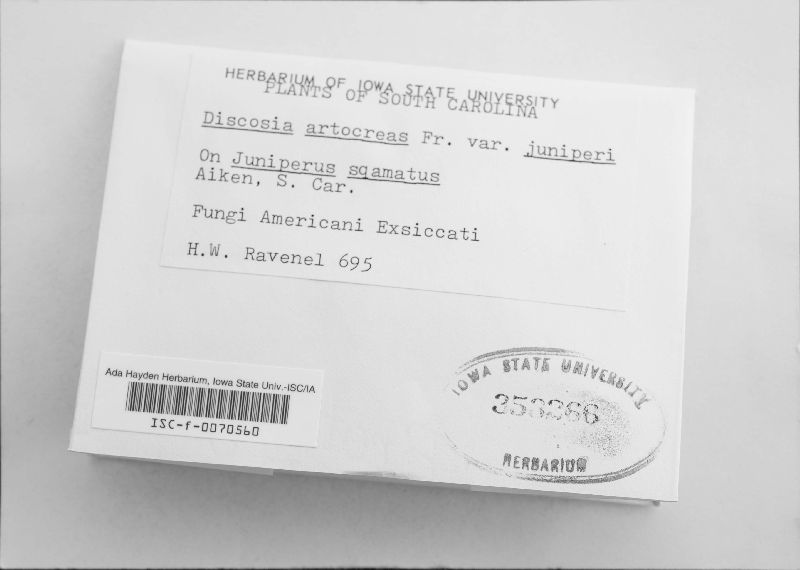 HERBARIUM OF IOWA STATE UNIVERSITY
PLANTS OF SOUTH CAROLINA
Discosia artocreas Fr. var. juniperi
On Juniperus sqamatus
Aiken, S. Car.
Fungi Americani Exsiccati
H.W. Ravenel 695
Ada Hayden Herbarium, Iowa State Univ.-ISC/IA
ISC-f-0070560
IOWA STATE UNIVERSITY
HERBARIUM